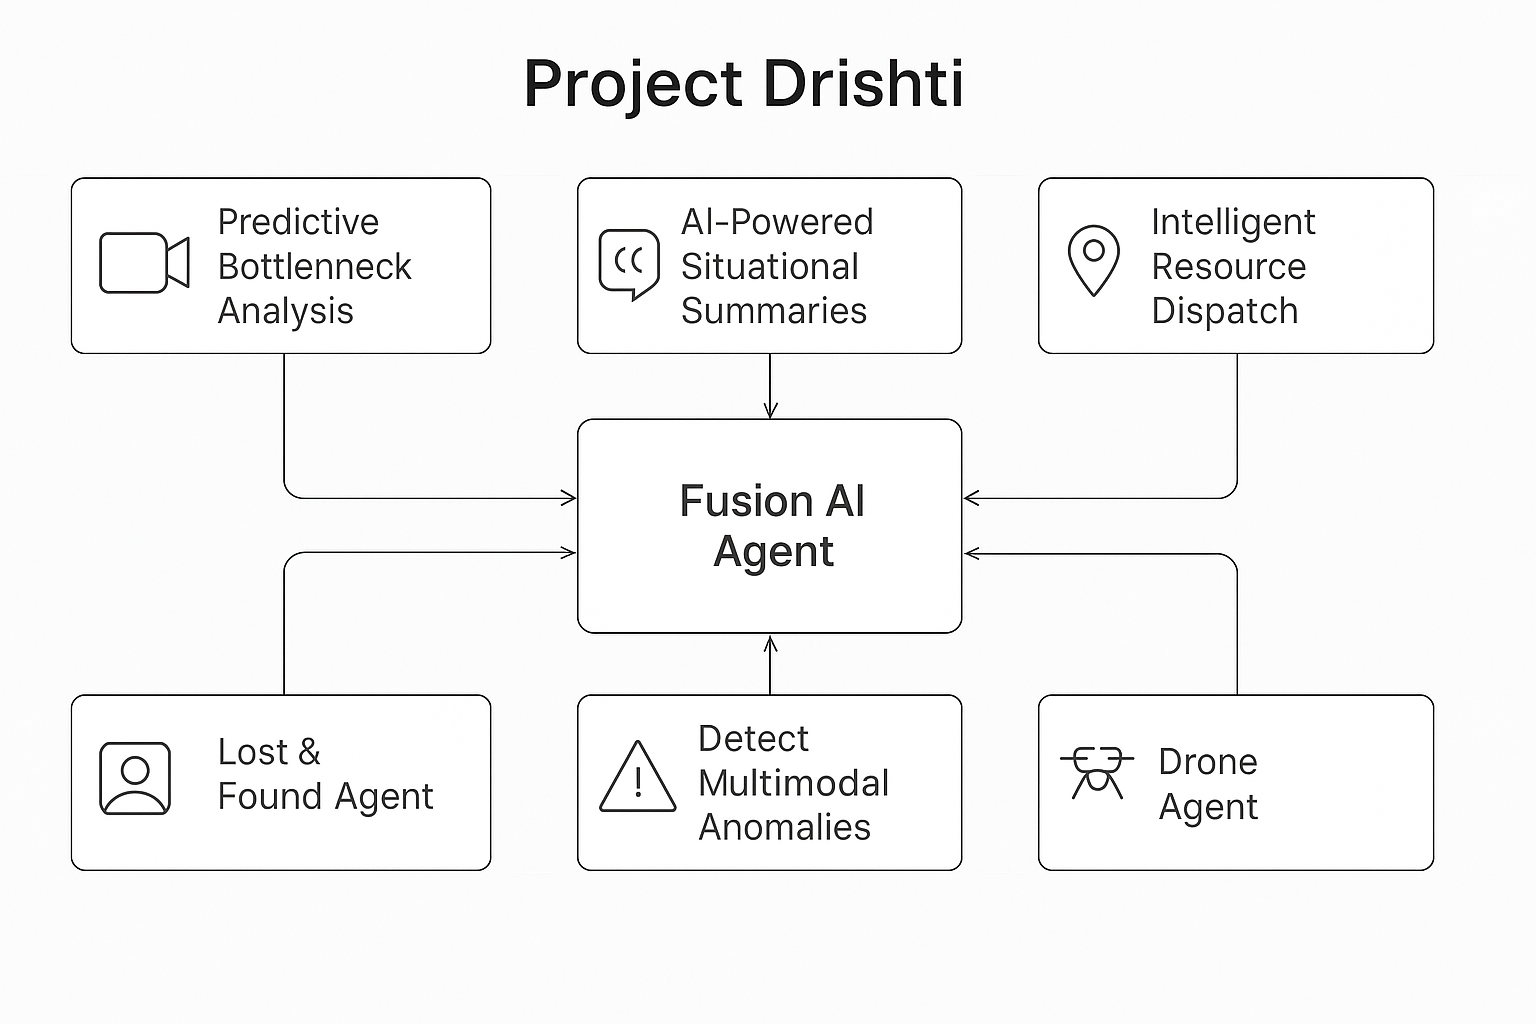 Project Drishti
Predictive
Bottlenneck
Analysis
AI-Powered
Situational
Summaries
Intelligent
Resource
Dispatch
Fusion AI
Agent
Lost &
Found Agent
Detect
Multimodal
Anomalies
Drone
Agent